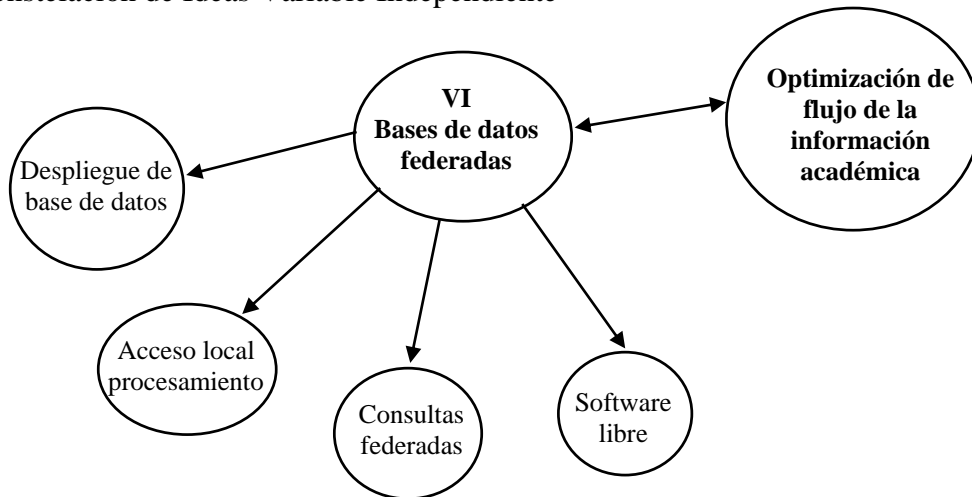 Constelación de Ideas Variable Independiente
VI
Bases de datos
federadas
Optimización de
flujo de la
información
académica
Despliegue de
base de datos
Acceso local
procesamiento
Consultas
federadas
Software
libre